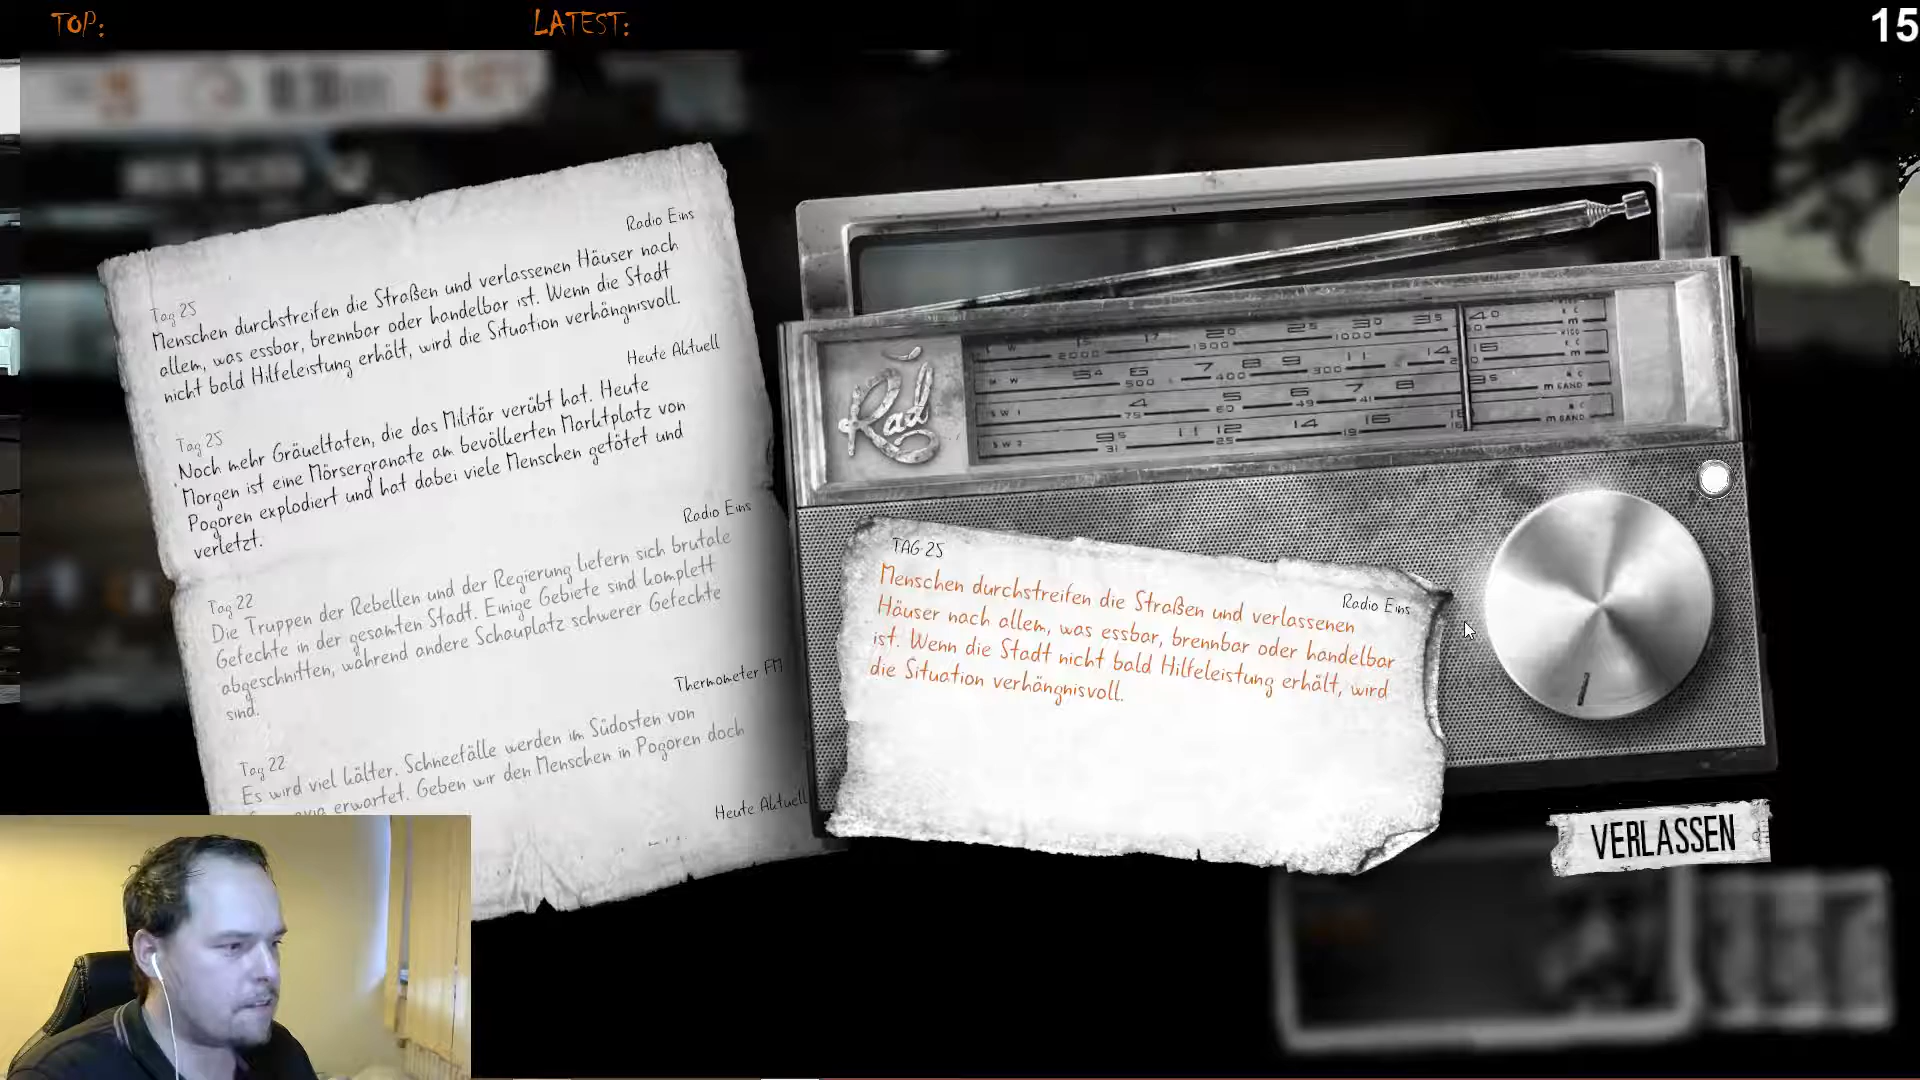 TOP:
LATEST:
15
Radio Eins
Tag 25
Menschen durchstreifen die Straßen und verlassenen Häuser nach
allem, was essbar, brennbar oder handelbar ist. Wenn die Stadt
nicht bald Hilfeleistung erhält, wird die Situation verhängnisvoll.
Heute Aktuell
Tag 25
Noch mehr Gräueltaten, die das Militär verübt hat. Heute
Morgen ist eine Mörsergranate am bevölkerten Marktplatz von
Pogoren explodiert und hat dabei viele Menschen getötet und
verletzt.
Radio Eins
Tag 22
Die Truppen der Rebellen und der Regierung liefern sich brutale
Gefechte in der gesamten Stadt. Einige Gebiete sind komplett
abgeschnitten, während andere Schauplatz schwerer Gefechte
sind.
Thermometer FM
Tag 22
Es wird viel kälter. Schneefälle werden im Südosten von
erwartet. Geben wir den Menschen in Pogoren doch
Heute Aktuell
Rad
TAG 25
Radio Eins
Menschen durchstreifen die Straßen und verlassenen
Häuser nach allem, was essbar, brennbar oder handelbar
ist. Wenn die Stadt nicht bald Hilfeleistung erhält, wird
die Situation verhängnisvoll.
VERLASSEN